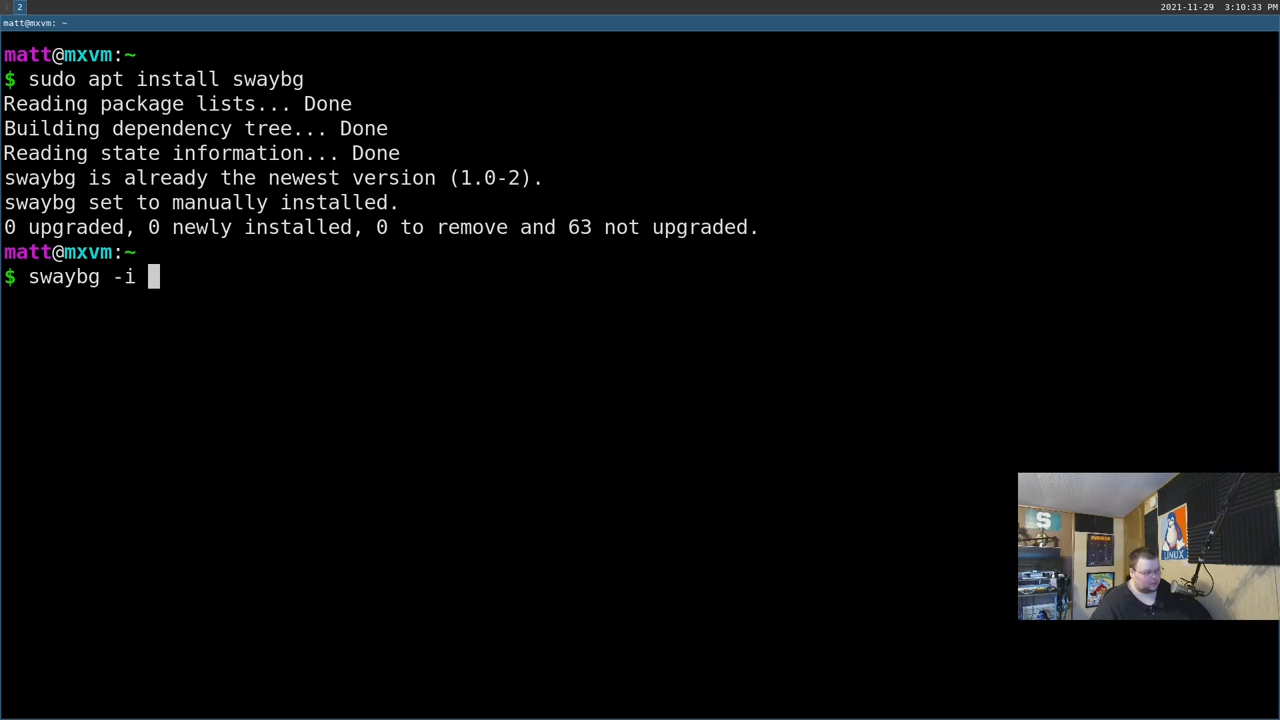 2
2021-11-29 3:10:33 PM
matt@mxvm: ~
matt@mxvm:~
$ sudo apt install swaybg
Reading package lists... Done
Building dependency tree... Done
Reading state information... Done
swaybg is already the newest version (1.0-2).
swaybg set to manually installed.
0 upgraded, 0 newly installed, 0 to remove and 63 not upgraded.
matt@mxvm:~
$ swaybg -i
S
LINUX